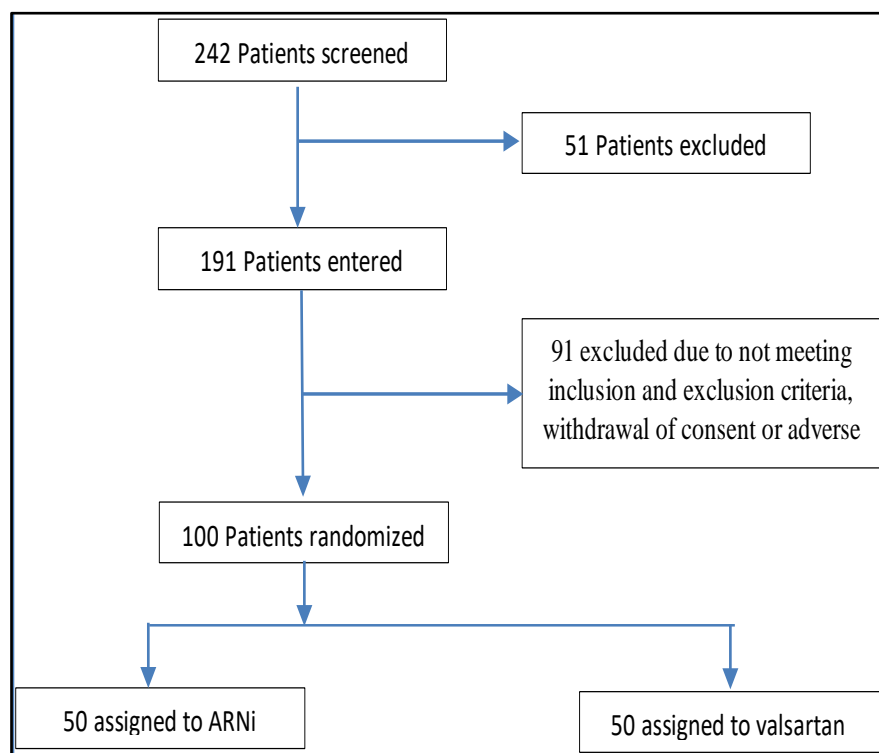 242 Patients screened
51 Patients excluded
191 Patients entered
91 excluded due to not meeting
inclusion and exclusion criteria,
withdrawal of consent or adverse
100 Patients randomized
50 assigned to ARNi
50 assigned to valsartan